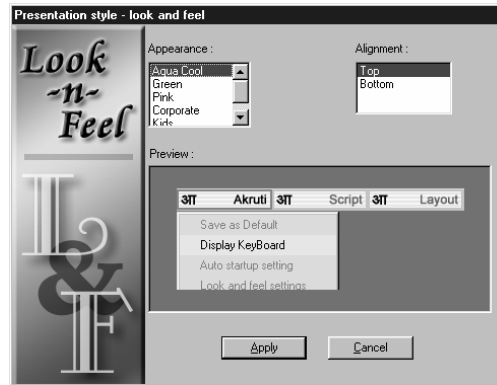 Presentation style - look and feel
Look
-n-
Feel
L
&
F
Appearance :
Aqua Cool
Green
Pink
Corporate
Kids
Alignment :
Top
Bottom
Preview :
अा Akruti अा Script अा Layout
Save as Default
Display KeyBoard
Auto startup setting
Look and feel settings
Apply
Cancel